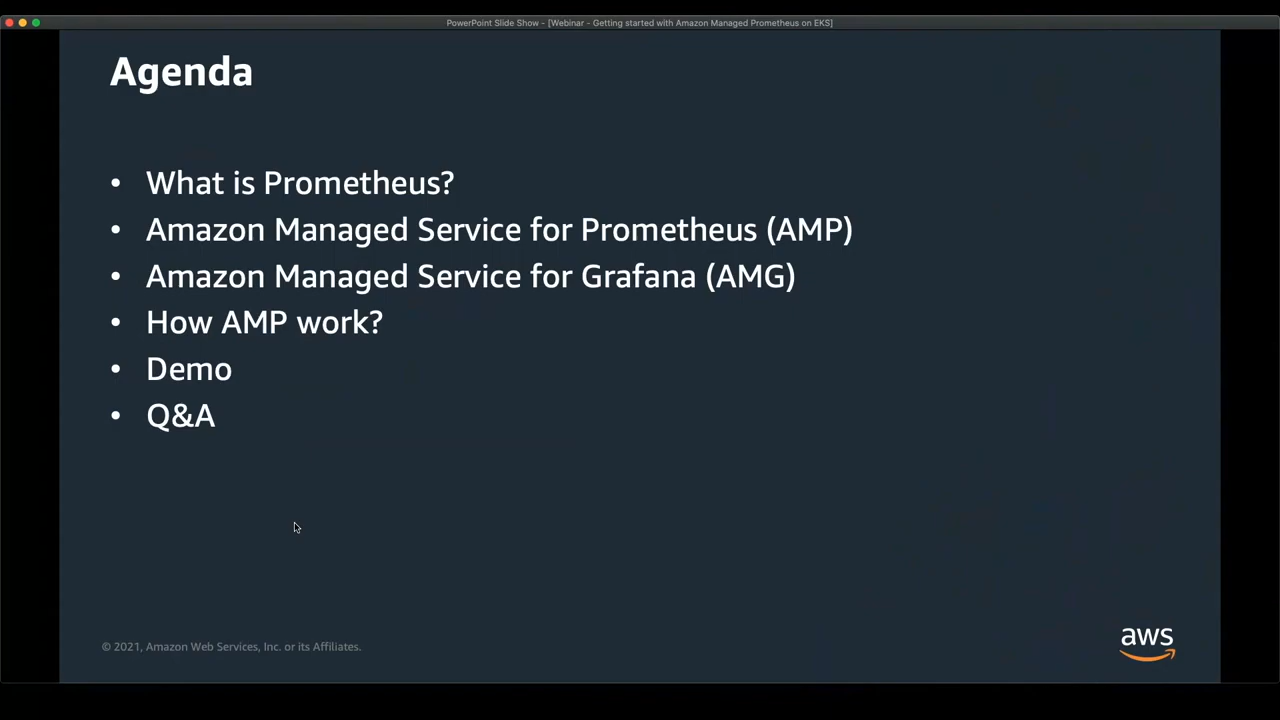 PowerPoint Slide Show - [Webinar - Getting started with Amazon Managed Prometheus on EKS]
Agenda
• What is Prometheus?
• Amazon Managed Service for Prometheus (AMP)
• Amazon Managed Service for Grafana (AMG)
• How AMP work?
• Demo
• Q&A
© 2021, Amazon Web Services, Inc. or its Affiliates.
aws